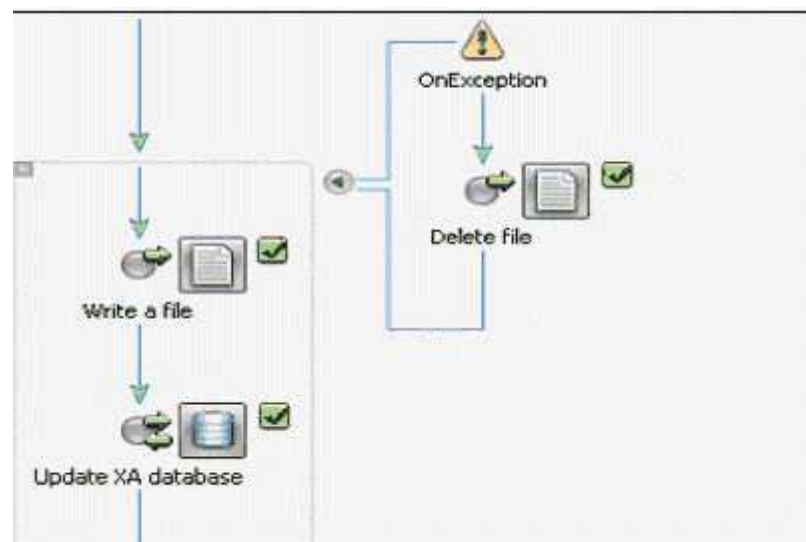 OnException
Delete file
Write a file
Update XA database